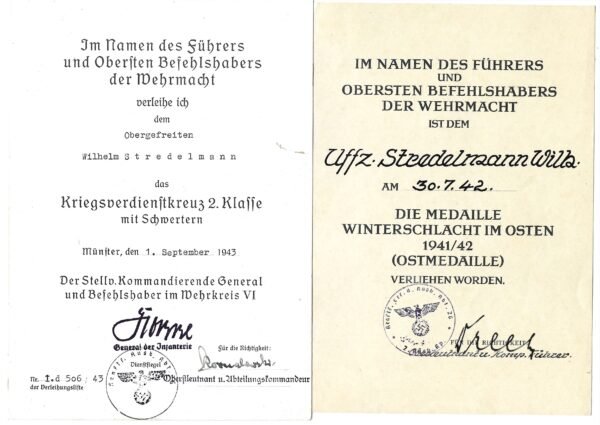 Im Namen des Führers
und Obersten Befehlshabers
der Wehrmacht
verleihe ich
dem
Obergefreiten
Wilhelm Stredelmann
das
Kriegsverdienstkreuz 2. Klasse
mit Schwertern
Münster, den 1. September 1943
Der Stellv. Kommandierende General
und Befehlshaber im Wehrkreis VI
General der Infanterie
Für die Richtigkeit:
Dienstsiegel
Nr. I.d 506 / 43
der Verleihungsliste
Oberstleutnant u. Abteilungskommandeur
IM NAMEN DES FÜHRERS
UND
OBERSTEN BEFEHLSHABERS
DER WEHRMACHT
IST DEM
Uffz. Stredelmann Wilh.
AM 30.7.42.
DIE MEDAILLE
WINTERSCHLACHT IM OSTEN
1941/42
(OSTMEDAILLE)
VERLIEHEN WORDEN.
FÜR DIE RICHTIGKEIT